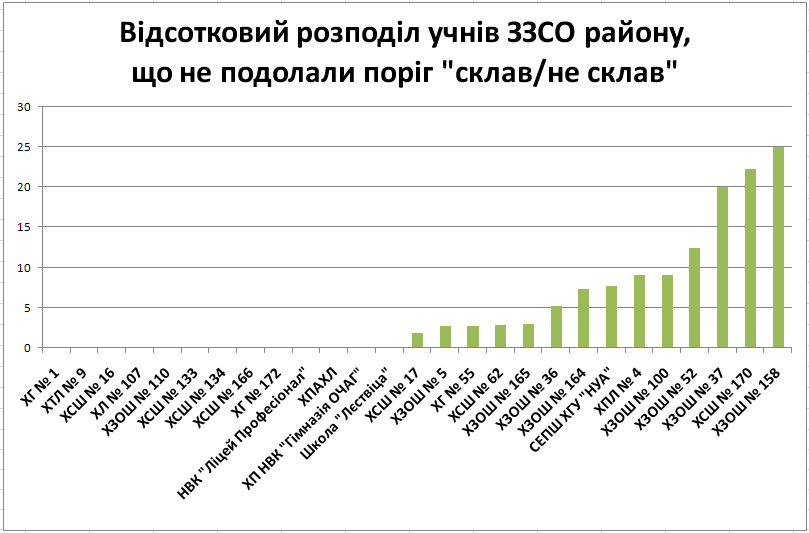 Відсотковий розподіл учнів ЗЗСО району,
що не подолали поріг "склав/не склав"
30
25
20
15
10
5
0
ХГ № 1
ХТЛ № 9
ХСШ № 16
ХЛ № 107
ХЗОШ № 110
ХСШ № 133
ХСШ № 134
ХСШ № 166
ХГ № 172
НВК "Ліцей Професіонал"
ХПАХЛ
ХП НВК "Гімназія ОЧАГ"
Школа "Лєствіца"
ХСШ № 17
ХЗОШ № 5
ХГ № 55
ХСШ № 62
ХЗОШ № 165
ХЗОШ № 36
ХЗОШ № 164
СЕПШ ХГУ "НУА"
ХПЛ № 4
ХЗОШ № 100
ХЗОШ № 52
ХЗОШ № 37
ХСШ № 170
ХЗОШ № 158